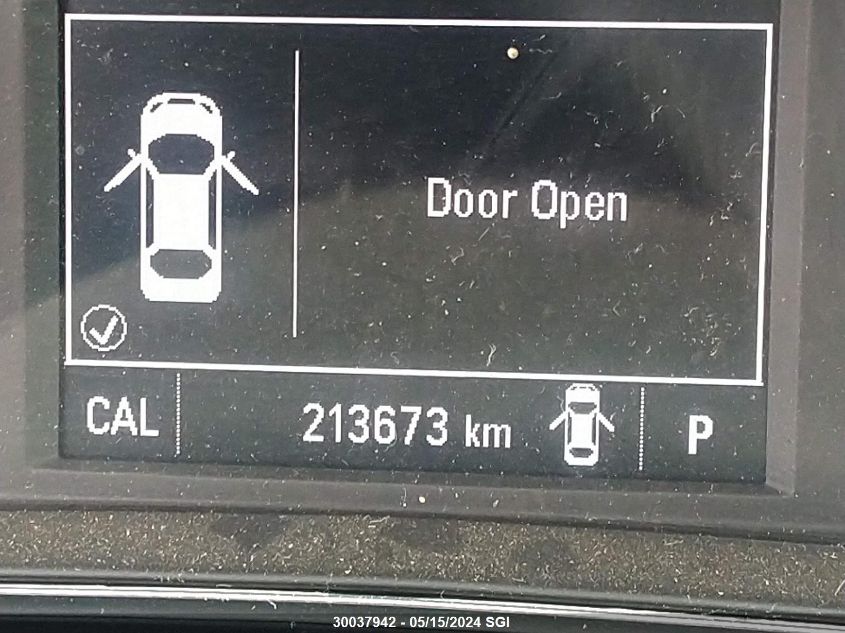 Door Open
CAL 213673 km P
30037942 - 05/15/2024 SGI